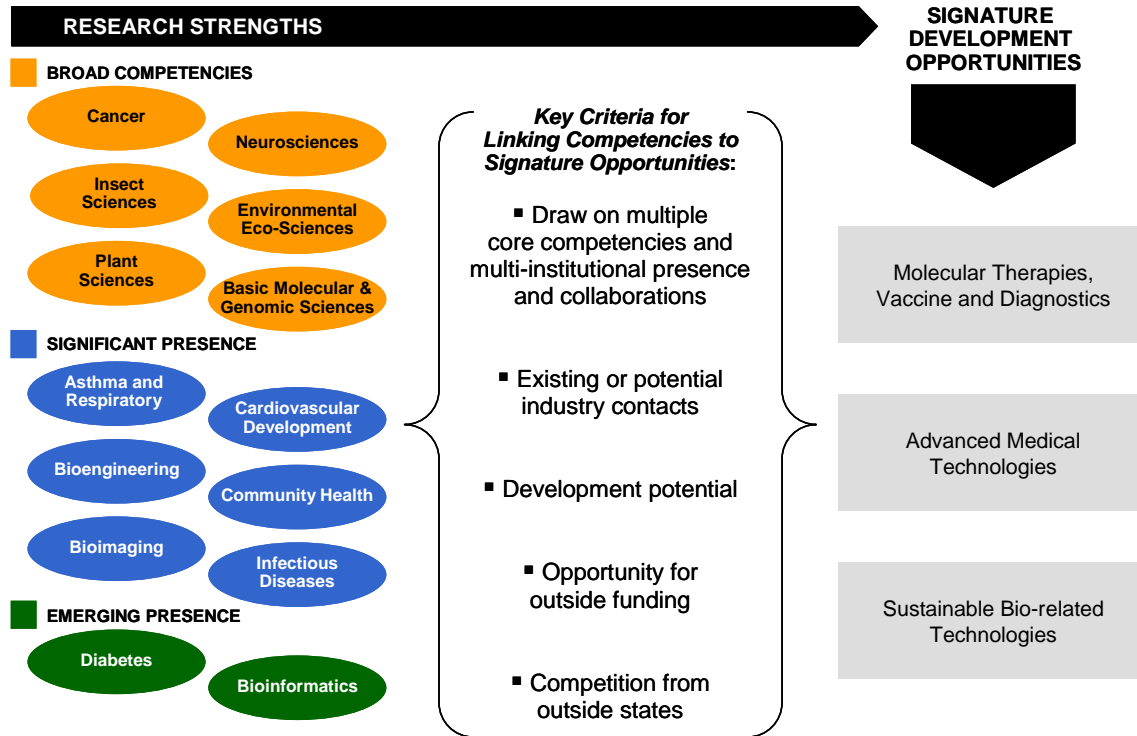 RESEARCH STRENGTHS
SIGNATURE
DEVELOPMENT
OPPORTUNITIES
BROAD COMPETENCIES
Cancer
Neurosciences
Insect
Sciences
Environmental
Eco-Sciences
Plant
Sciences
Basic Molecular &
Genomic Sciences
SIGNIFICANT PRESENCE
Asthma and
Respiratory
Cardiovascular
Development
Bioengineering
Community Health
Bioimaging
Infectious
Diseases
EMERGING PRESENCE
Diabetes
Bioinformatics
Key Criteria for
Linking Competencies to
Signature Opportunities:
▪ Draw on multiple
core competencies and
multi-institutional presence
and collaborations
▪ Existing or potential
industry contacts
▪ Development potential
▪ Opportunity for
outside funding
▪ Competition from
outside states
Molecular Therapies,
Vaccine and Diagnostics
Advanced Medical
Technologies
Sustainable Bio-related
Technologies